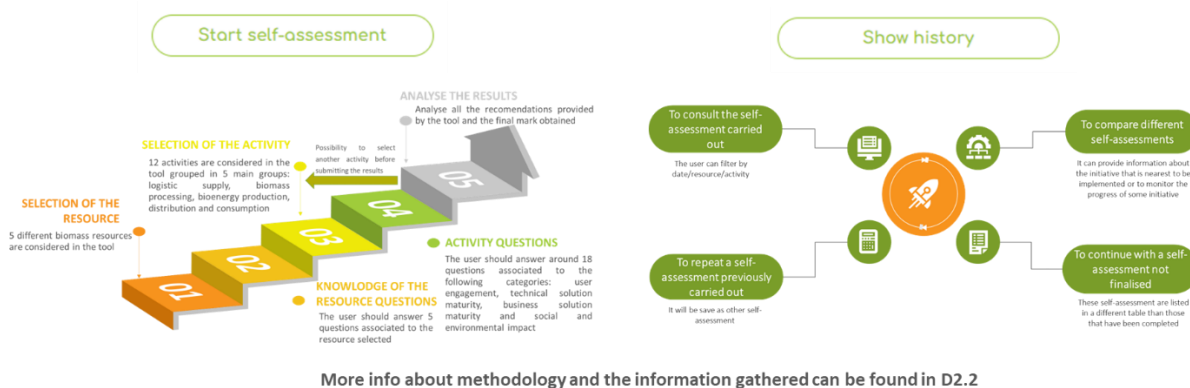 Start self-assessment
ANALYSE THE RESULTS
Analyse all the recomendations provided
by the tool and the final mark obtained
SELECTION OF THE ACTIVITY
12 activities are considered in the
tool grouped in 5 main groups:
logistic supply, biomass
processing, bioenergy production,
distribution and consumption
Possibility to select
another activity before
submitting the results
SELECTION OF THE
RESOURCE
5 different biomass resources
are considered in the tool
01
02
03
04
05
KNOWLODGE OF THE
RESOURCE QUESTIONS
The user should answer 5
questions associated to the
resource selected
ACTIVITY QUESTIONS
The user should answer around 18
questions associated to the
following categories: user
engagement, technical solution
maturity, business solution
maturity and social and
environmental impact
Show history
To consult the self-
assessment carried
out
The user can filter by
date/resource/activity
To compare different
self-assessments
It can provide information about
the initiative that is nearest to be
implemented or to monitor the
progress of some initiative
To repeat a self-
assessment previously
carried out
It will be save as other self-
assessment
To continue with a self-
assessment not
finalised
These self-assessment are listed
in a different table than those
that have been completed
More info about methodology and the information gathered can be found in D2.2